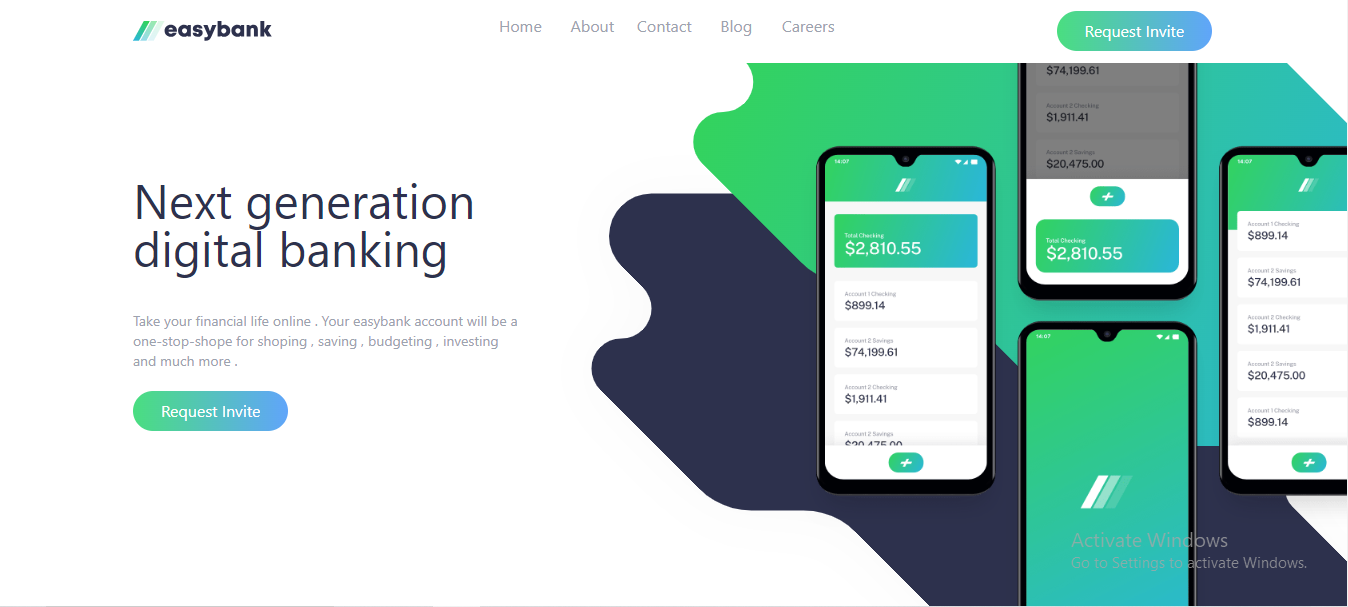 easybank
Home About Contact Blog Careers
Request Invite
Next generation
digital banking
Take your financial life online . Your easybank account will be a
one-stop-shope for shoping , saving , budgeting , investing
and much more .
Request Invite
14:07
Total Checking
$2,810.55
Account 1 Checking
$899.14
Account 2 Savings
$74,199.61
Account 2 Checking
$1,911.41
Account 2 Savings
$20,475.00
$74,199.61
Account 2 Checking
$1,911.41
Account 2 Savings
$20,475.00
Total Checking
$2,810.55
14:07
14:07
Account 1 Checking
$899.14
Account 2 Savings
$74,199.61
Account 2 Checking
$1,911.41
Account 2 Savings
$20,475.00
Account 1 Checking
$899.14
Activate Windows
Go to Settings to activate Windows.